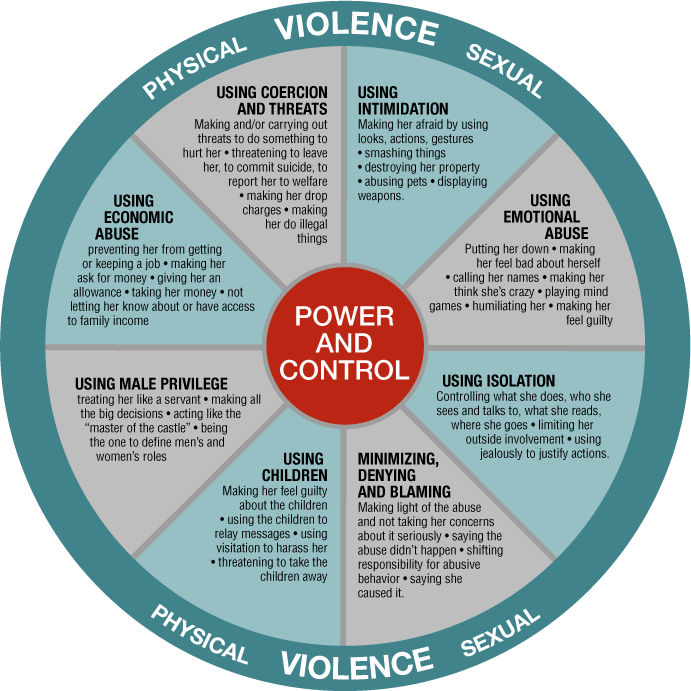 PHYSICAL VIOLENCE SEXUAL
USING COERCION
AND THREATS
Making and/or carrying out
threats to do something to
hurt her • threatening to leave
her, to commit suicide, to
report her to welfare
• making her drop
charges • making
her do illegal
things
USING
INTIMIDATION
Making her afraid by using
looks, actions, gestures
• smashing things
• destroying her property
• abusing pets • displaying
weapons.
USING
EMOTIONAL
ABUSE
Putting her down • making
her feel bad about herself
• calling her names • making her
think she's crazy • playing mind
games • humiliating her • making her
feel guilty
USING ISOLATION
Controlling what she does, who she
sees and talks to, what she reads,
where she goes • limiting her
outside involvement • using
jealously to justify actions.
MINIMIZING,
DENYING
AND BLAMING
Making light of the abuse
and not taking her concerns
about it seriously • saying the
abuse didn't happen • shifting
responsibility for abusive
behavior • saying she
caused it.
USING
CHILDREN
Making her feel guilty
about the children
• using the children to
relay messages • using
visitation to harass her
• threatening to take the
children away
USING MALE PRIVILEGE
treating her like a servant • making all
the big decisions • acting like the
"master of the castle" • being
the one to define men's and
women's roles
USING
ECONOMIC
ABUSE
preventing her from getting
or keeping a job • making her
ask for money • giving her an
allowance • taking her money • not
letting her know about or have access
to family income
POWER
AND
CONTROL
PHYSICAL VIOLENCE SEXUAL